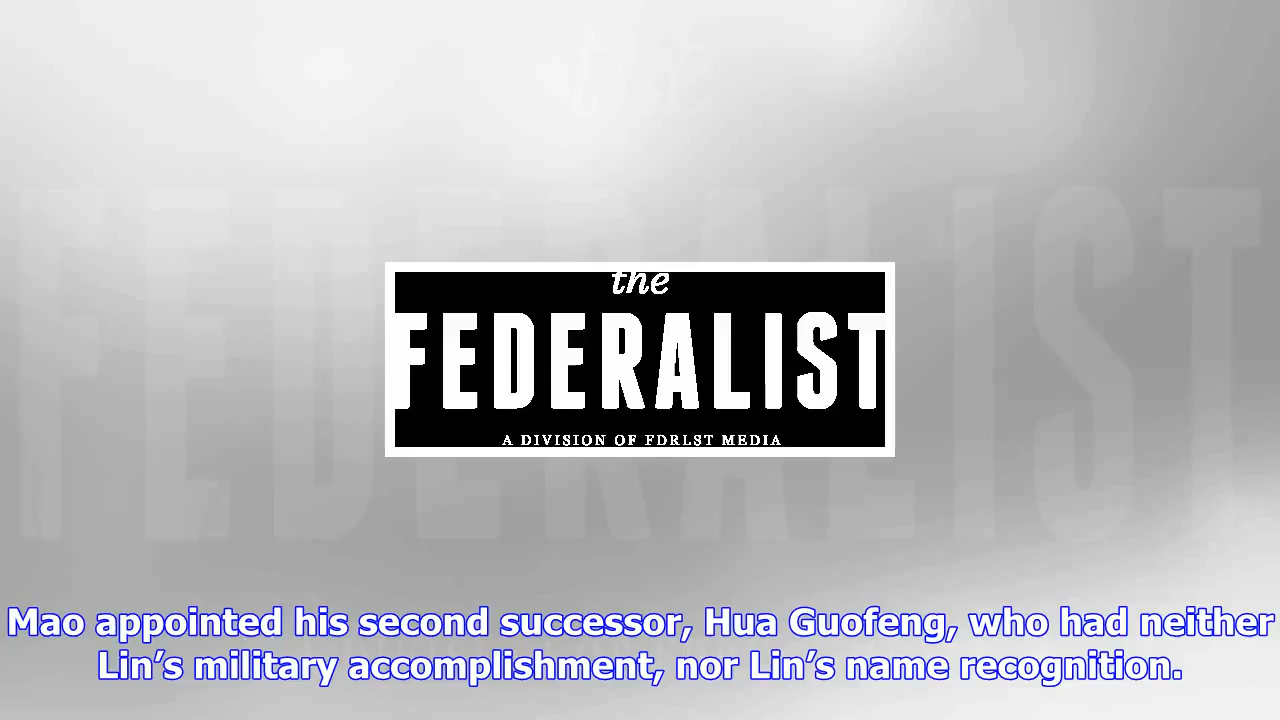 the
FEDERALIST
A DIVISION OF FDRLST MEDIA
Mao appointed his second successor, Hua Guofeng, who had neither
Lin’s military accomplishment, nor Lin’s name recognition.